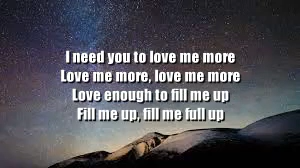 I need you to love me more
Love me more, love me more
Love enough to fill me up
Fill me up, fill me full up